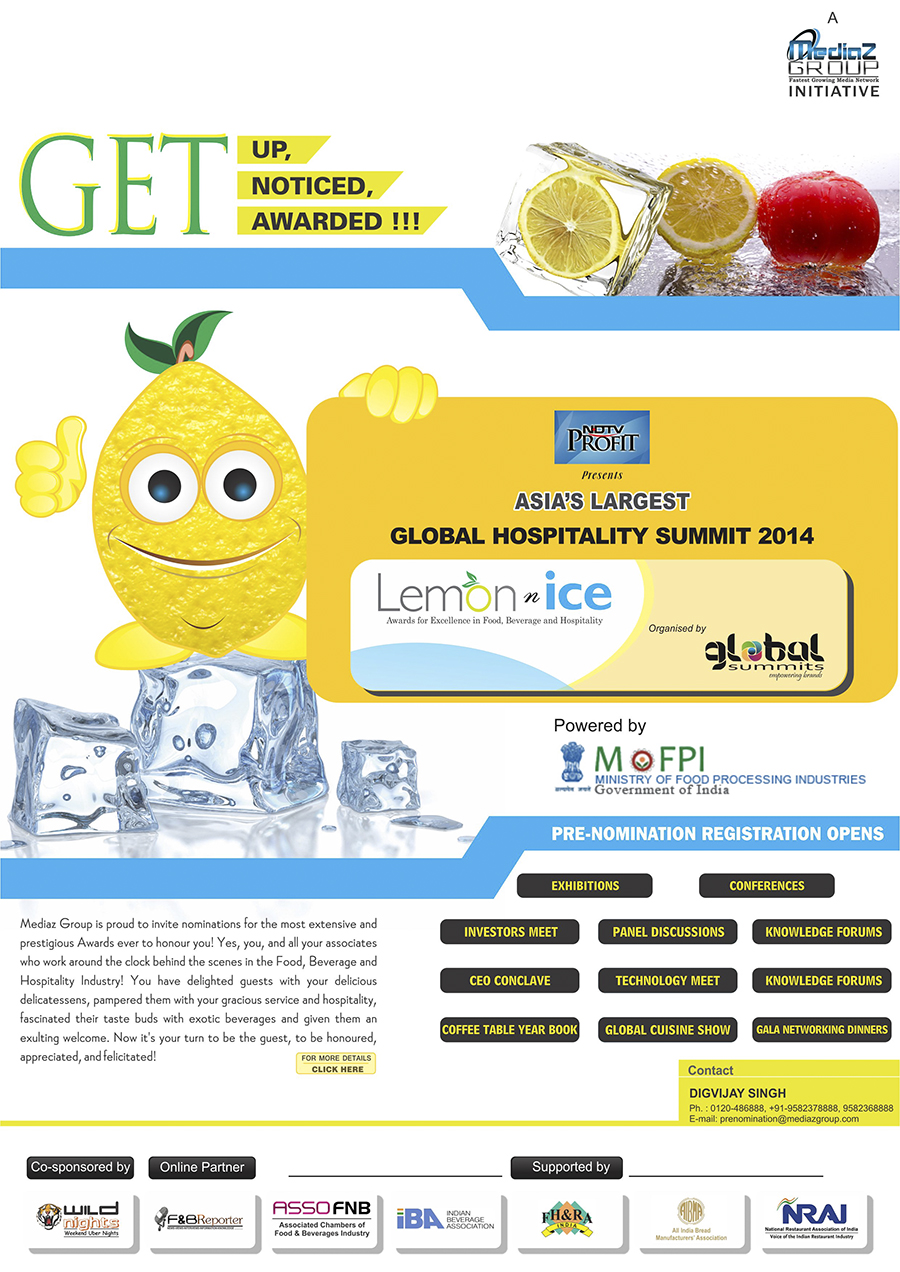 A
MediaZ
GROUP
Fastest Growing Media Network
INITIATIVE
GET
UP,
NOTICED,
AWARDED !!!
NDTV
PROFIT
Presents
ASIA'S LARGEST
GLOBAL HOSPITALITY SUMMIT 2014
Lemon n ice
Awards for Excellence in Food, Beverage and Hospitality
Organised by
global
summits
empowering brands
Powered by
MOFPI
MINISTRY OF FOOD PROCESSING INDUSTRIES
सत्यमेव जयते Government of India
PRE-NOMINATION REGISTRATION OPENS
EXHIBITIONS CONFERENCES
INVESTORS MEET PANEL DISCUSSIONS KNOWLEDGE FORUMS
CEO CONCLAVE TECHNOLOGY MEET KNOWLEDGE FORUMS
COFFEE TABLE YEAR BOOK GLOBAL CUISINE SHOW GALA NETWORKING DINNERS
Mediaz Group is proud to invite nominations for the most extensive and
prestigious Awards ever to honour you! Yes, you, and all your associates
who work around the clock behind the scenes in the Food, Beverage and
Hospitality Industry! You have delighted guests with your delicious
delicatessens, pampered them with your gracious service and hospitality,
fascinated their taste buds with exotic beverages and given them an
exulting welcome. Now it's your turn to be the guest, to be honoured,
appreciated, and felicitated!
FOR MORE DETAILS
CLICK HERE
Contact
DIGVIJAY SINGH
Ph. : 0120-486888, +91-9582378888, 9582368888
E-mail: prenomination@mediazgroup.com
Co-sponsored by
Online Partner
Supported by
WILD
nights
Weekend Uber Nights
F&BReporter
ASSOFNB
Associated Chambers of
Food & Beverages Industry
iBA INDIAN
BEVERAGE
ASSOCIATION
FH&RA
INDIA
AIBMA
All India Bread
Manufacturers' Association
NRAI
National Restaurant Association of India
Voice of the Indian Restaurant Industry